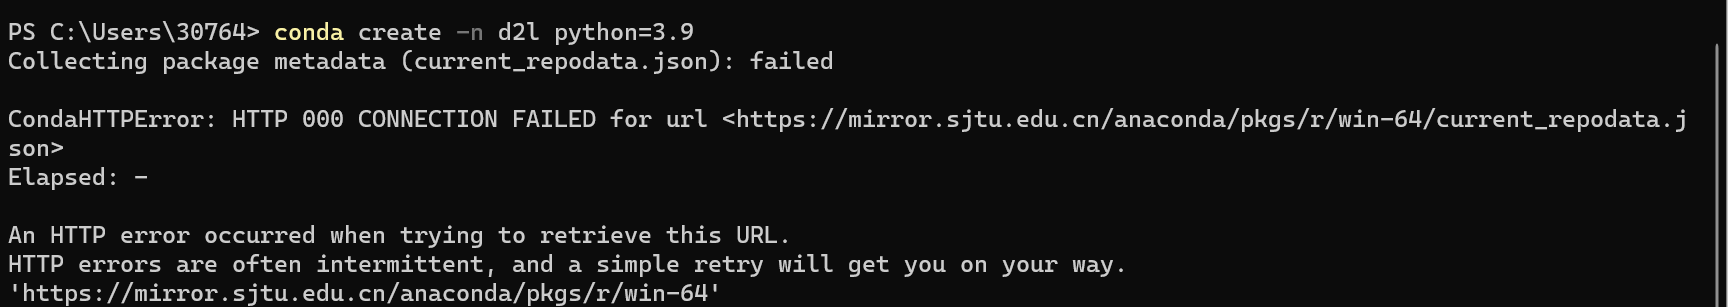 PS C:\Users\30764> conda create -n d2l python=3.9
Collecting package metadata (current_repodata.json): failed
CondaHTTPError: HTTP 000 CONNECTION FAILED for url <https://mirror.sjtu.edu.cn/anaconda/pkgs/r/win-64/current_repodata.j
son>
Elapsed: -
An HTTP error occurred when trying to retrieve this URL.
HTTP errors are often intermittent, and a simple retry will get you on your way.
'https://mirror.sjtu.edu.cn/anaconda/pkgs/r/win-64'